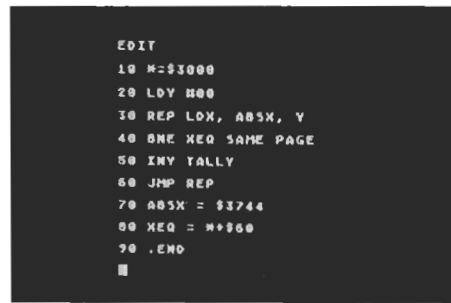 EDIT
10 *=$3000
20 LDY #00
30 REP LDX, ABSX, Y
40 BNE XEQ SAME PAGE
50 INY TALLY
60 JMP REP
70 ABSX = $3744
80 XEQ = *+$60
90 .END